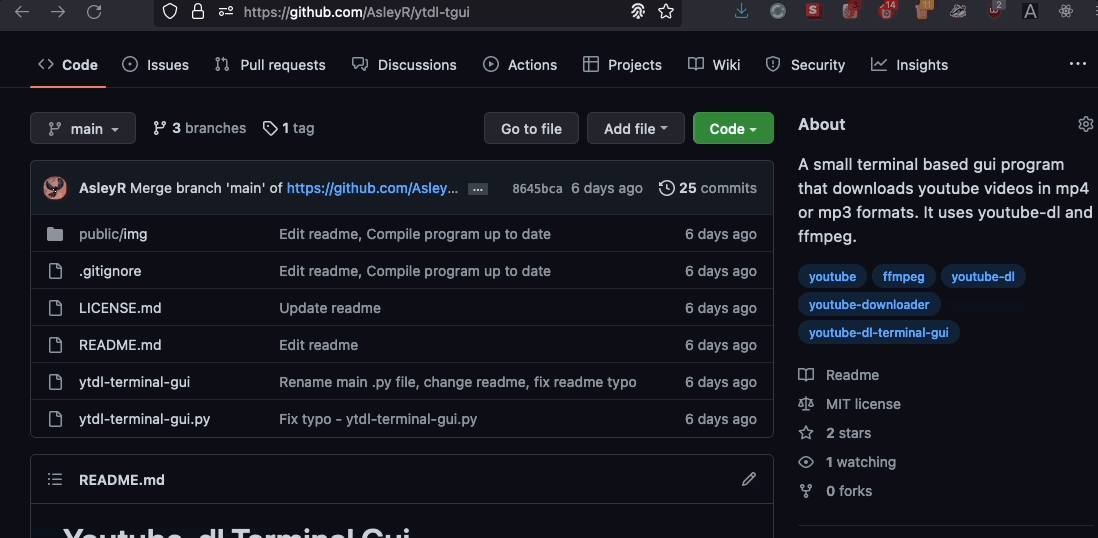 https://github.com/AsleyR/ytdl-tgui
S 14 11 2 A
Code Issues Pull requests Discussions Actions Projects Wiki Security Insights
main 3 branches 1 tag Go to file Add file Code
AsleyR Merge branch 'main' of https://github.com/Asley... ... 8645bca 6 days ago 25 commits
public/img Edit readme, Compile program up to date 6 days ago
.gitignore Edit readme, Compile program up to date 6 days ago
LICENSE.md Update readme 6 days ago
README.md Edit readme 6 days ago
ytdl-terminal-gui Rename main .py file, change readme, fix readme typo 6 days ago
ytdl-terminal-gui.py Fix typo - ytdl-terminal-gui.py 6 days ago
README.md
Youtube-dl Terminal Gui
About
A small terminal based gui program
that downloads youtube videos in mp4
or mp3 formats. It uses youtube-dl and
ffmpeg.
youtube ffmpeg youtube-dl
youtube-downloader
youtube-dl-terminal-gui
Readme
MIT license
2 stars
1 watching
0 forks